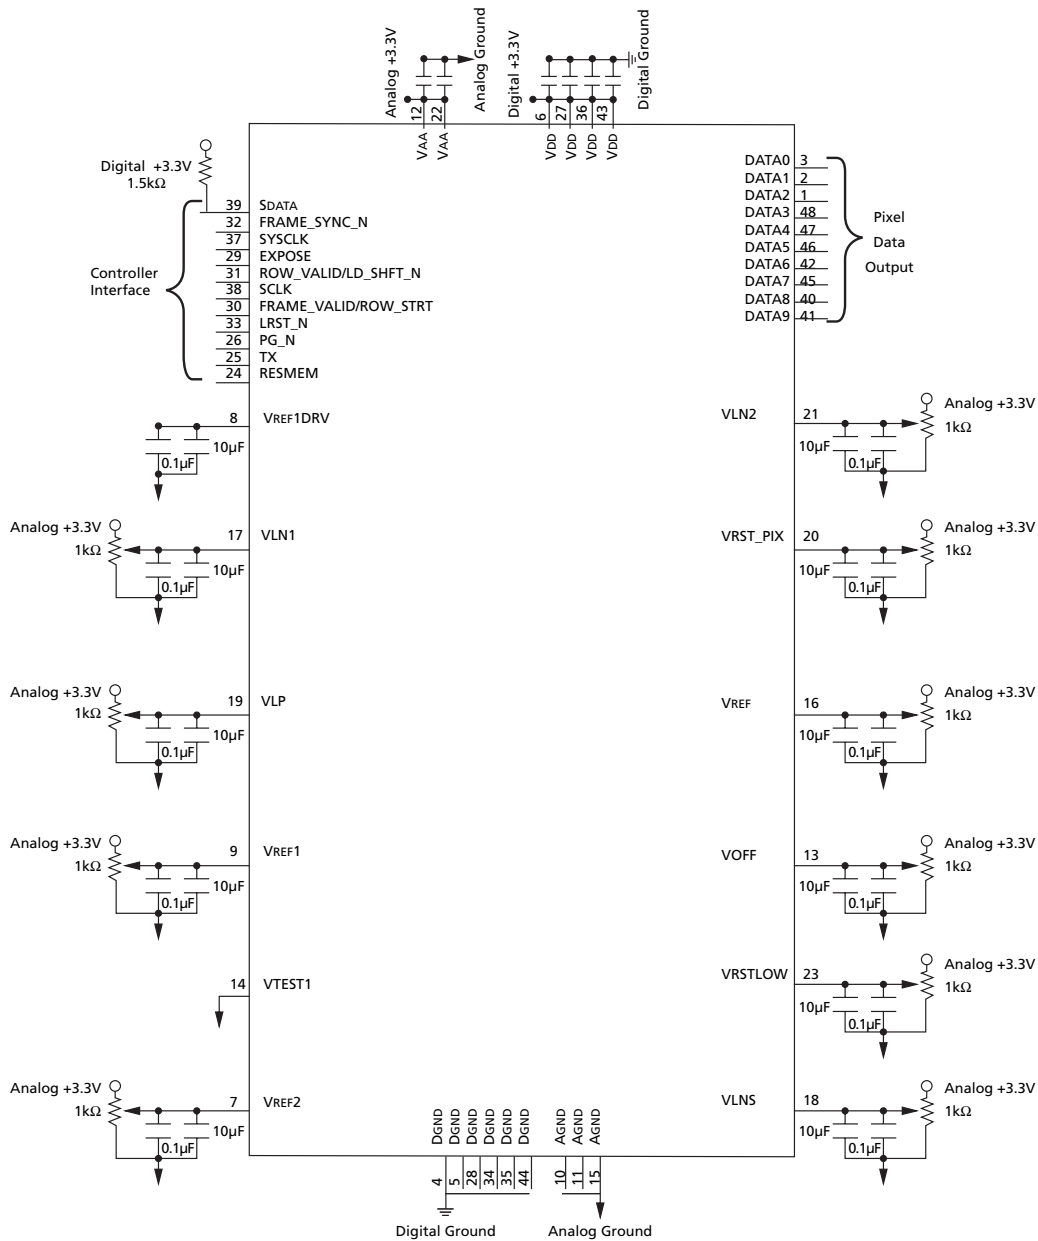 Analog +3.3V
Analog Ground
Digital +3.3V
Digital Ground
12
22
6
27
36
43
VAA
VAA
VDD
VDD
VDD
VDD
Digital +3.3V
1.5kΩ
Controller
Interface
39 SDATA
32 FRAME_SYNC_N
37 SYSCLK
29 EXPOSE
31 ROW_VALID/LD_SHFT_N
38 SCLK
30 FRAME_VALID/ROW_STRT
33 LRST_N
26 PG_N
25 TX
24 RESMEM
DATA0 3
DATA1 2
DATA2 1
DATA3 48
DATA4 47
DATA5 46
DATA6 42
DATA7 45
DATA8 40
DATA9 41
Pixel
Data
Output
8 VREF1DRV
10µF
0.1µF
Analog +3.3V
1kΩ
17 VLN1
10µF
0.1µF
Analog +3.3V
1kΩ
19 VLP
10µF
0.1µF
Analog +3.3V
1kΩ
9 VREF1
10µF
0.1µF
14 VTEST1
Analog +3.3V
1kΩ
7 VREF2
10µF
0.1µF
VLN2 21
Analog +3.3V
1kΩ
10µF
0.1µF
VRST_PIX 20
Analog +3.3V
1kΩ
10µF
0.1µF
VREF 16
Analog +3.3V
1kΩ
10µF
0.1µF
VOFF 13
Analog +3.3V
1kΩ
10µF
0.1µF
VRSTLOW 23
Analog +3.3V
1kΩ
10µF
0.1µF
VLNS 18
Analog +3.3V
1kΩ
10µF
0.1µF
DGND
DGND
DGND
DGND
DGND
DGND
AGND
AGND
AGND
4
5
28
34
35
44
10
11
15
Digital Ground
Analog Ground